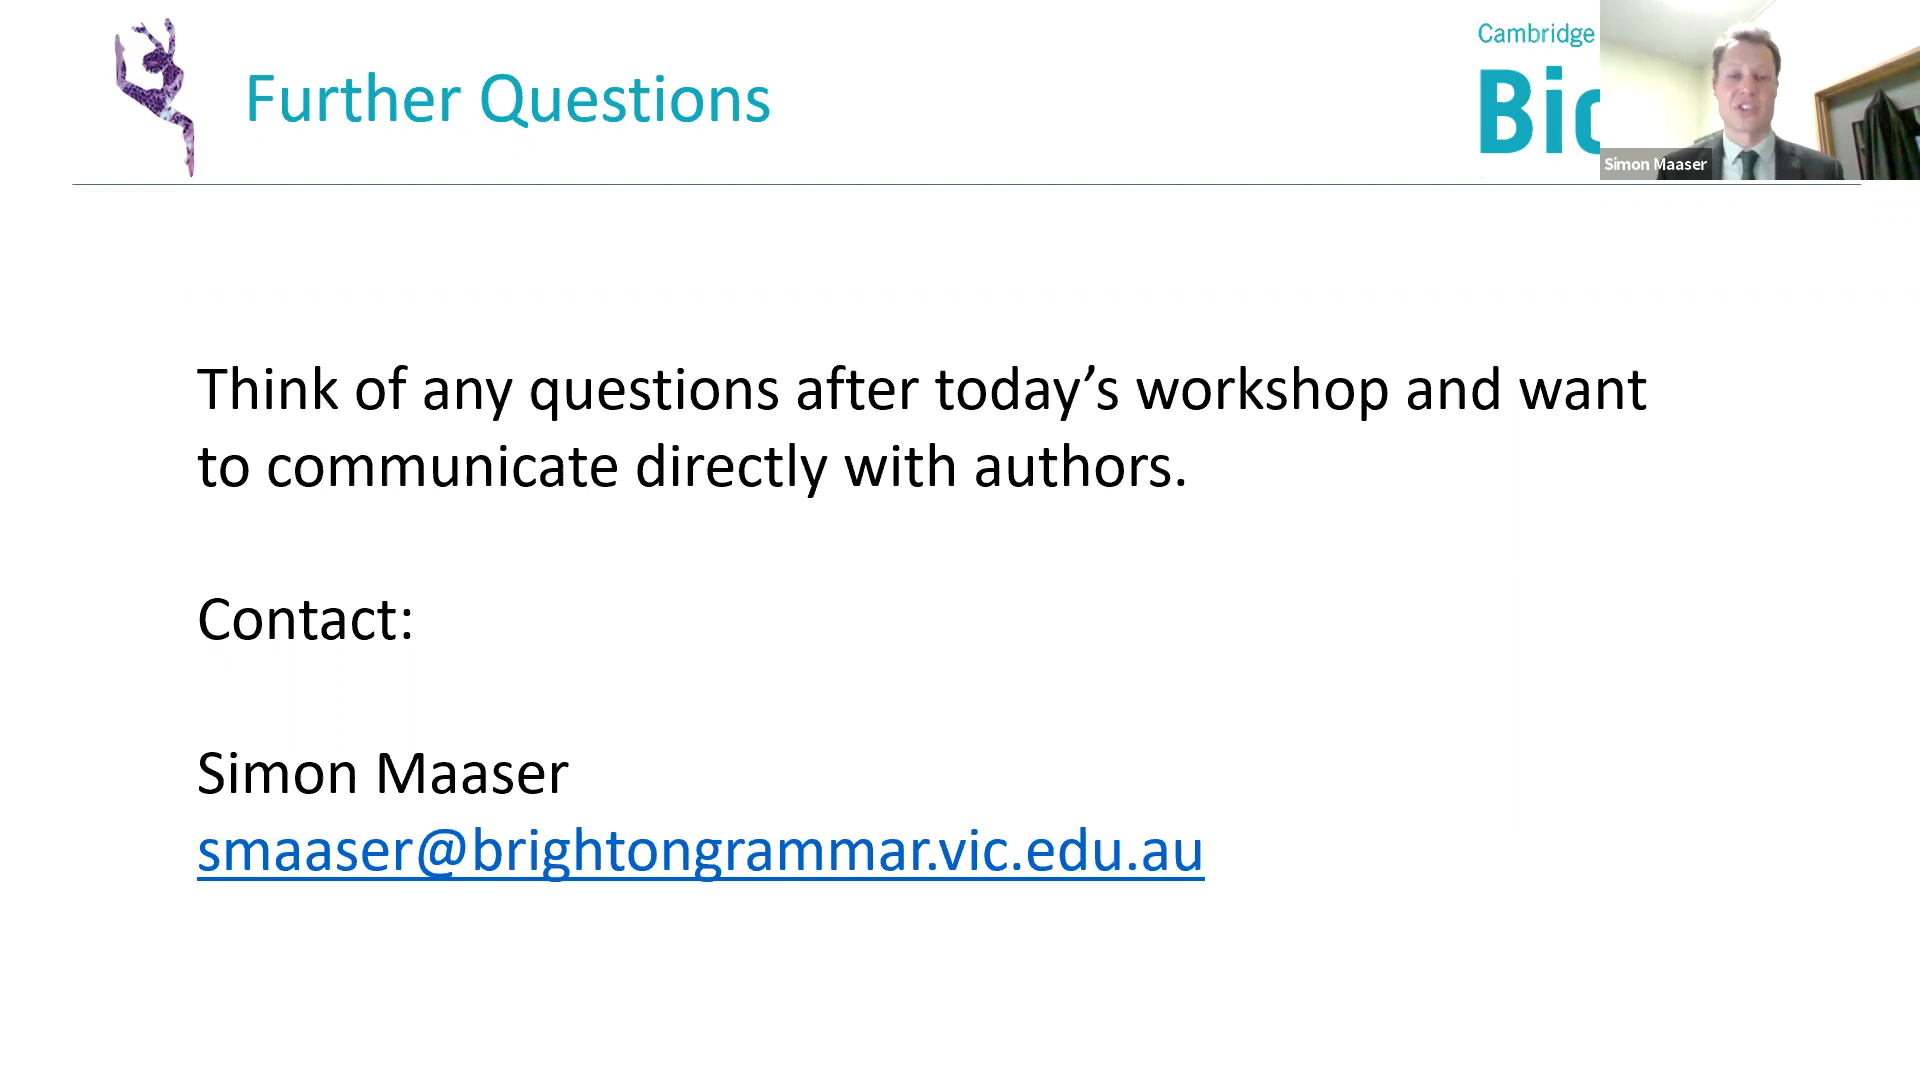 Further Questions
Cambridge
Simon Maaser
Think of any questions after today’s workshop and want
to communicate directly with authors.
Contact:
Simon Maaser
smaaser@brightongrammar.vic.edu.au